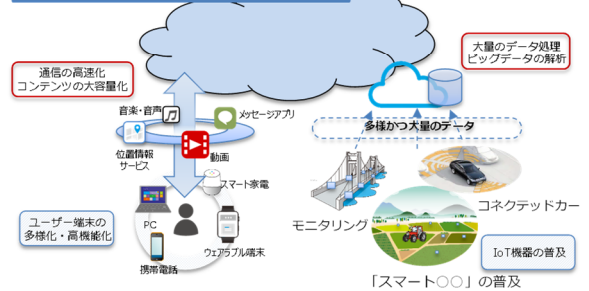 通信の高速化
コンテンツの大容量化
大量のデータ処理
ビッグデータの解析
音楽・音声
メッセージアプリ
多様かつ大量のデータ
位置情報
サービス
動画
スマート家電
コネクテッドカー
モニタリング
ユーザー端末の
多様化・高機能化
PC
ウェアラブル端末
携帯電話
IoT機器の普及
「スマート○○」の普及